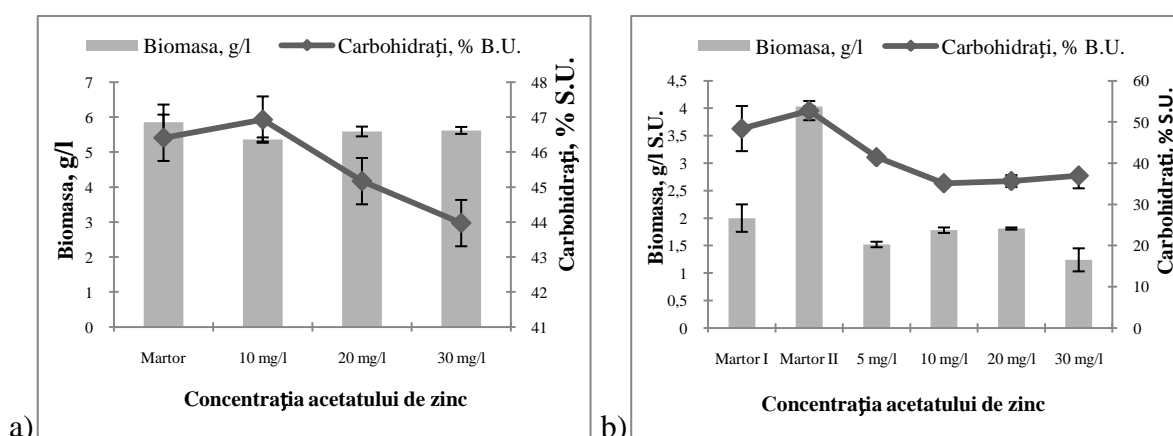 Biomasa, g/l Carbohidrați, % B.U.
7
6
5
4
3
2
1
0
Biomasa, g/l
48
47
46
45
44
43
42
41
Carbohidrați, % S.U.
Martor 10 mg/l 20 mg/l 30 mg/l
Concentrația acetatului de zinc
a)
Biomasa, g/l Carbohidrați, % B.U.
4,5
4
3,5
3
2,5
2
1,5
1
0,5
0
Biomasa, g/l S.U.
60
50
40
30
20
10
0
Carbohidrați, % S.U.
Martor I Martor II 5 mg/l 10 mg/l 20 mg/l 30 mg/l
Concentrația acetatului de zinc
b)